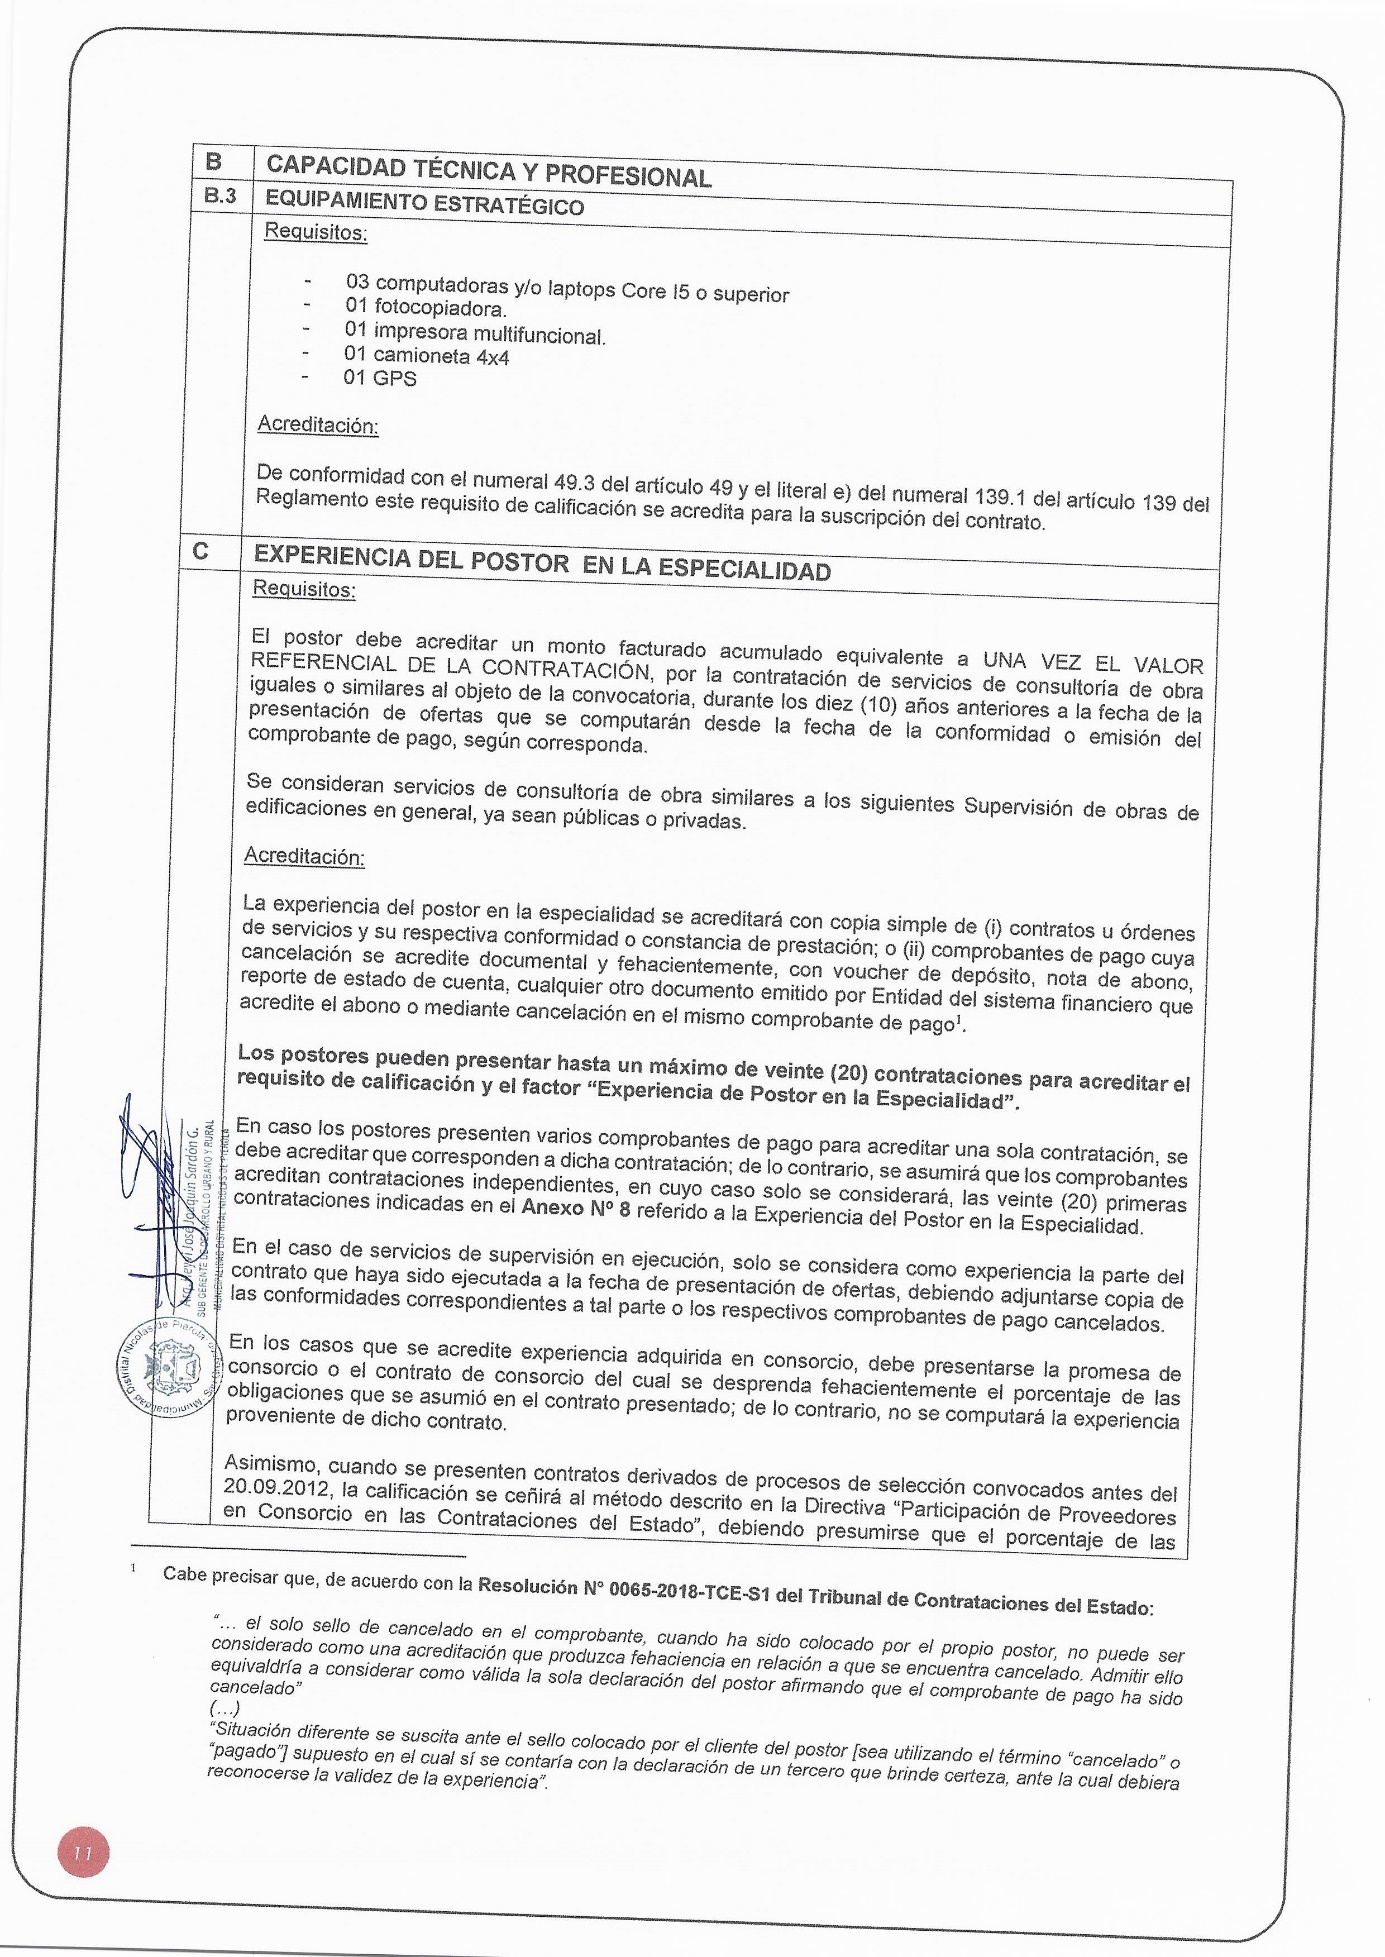 B CAPACIDAD TÉCNICA Y PROFESIONAL
B.3 EQUIPAMIENTO ESTRATÉGICO
Requisitos:
- 03 computadoras y/o laptops Core I5 o superior
- 01 fotocopiadora.
- 01 impresora multifuncional.
- 01 camioneta 4x4
- 01 GPS
Acreditación:
De conformidad con el numeral 49.3 del artículo 49 y el literal e) del numeral 139.1 del artículo 139 del
Reglamento este requisito de calificación se acredita para la suscripción del contrato.
C EXPERIENCIA DEL POSTOR EN LA ESPECIALIDAD
Requisitos:
El postor debe acreditar un monto facturado acumulado equivalente a UNA VEZ EL VALOR
REFERENCIAL DE LA CONTRATACIÓN, por la contratación de servicios de consultoría de obra
iguales o similares al objeto de la convocatoria, durante los diez (10) años anteriores a la fecha de la
presentación de ofertas que se computarán desde la fecha de la conformidad o emisión del
comprobante de pago, según corresponda.
Se consideran servicios de consultoría de obra similares a los siguientes Supervisión de obras de
edificaciones en general, ya sean públicas o privadas.
Acreditación:
La experiencia del postor en la especialidad se acreditará con copia simple de (i) contratos u órdenes
de servicios y su respectiva conformidad o constancia de prestación; o (ii) comprobantes de pago cuya
cancelación se acredite documental y fehacientemente, con voucher de depósito, nota de abono,
reporte de estado de cuenta, cualquier otro documento emitido por Entidad del sistema financiero que
acredite el abono o mediante cancelación en el mismo comprobante de pago¹.
Los postores pueden presentar hasta un máximo de veinte (20) contrataciones para acreditar el
requisito de calificación y el factor “Experiencia de Postor en la Especialidad”.
En caso los postores presenten varios comprobantes de pago para acreditar una sola contratación, se
debe acreditar que corresponden a dicha contratación; de lo contrario, se asumirá que los comprobantes
acreditan contrataciones independientes, en cuyo caso solo se considerará, las veinte (20) primeras
contrataciones indicadas en el Anexo Nº 8 referido a la Experiencia del Postor en la Especialidad.
En el caso de servicios de supervisión en ejecución, solo se considera como experiencia la parte del
contrato que haya sido ejecutada a la fecha de presentación de ofertas, debiendo adjuntarse copia de
las conformidades correspondientes a tal parte o los respectivos comprobantes de pago cancelados.
En los casos que se acredite experiencia adquirida en consorcio, debe presentarse la promesa de
consorcio o el contrato de consorcio del cual se desprenda fehacientemente el porcentaje de las
obligaciones que se asumió en el contrato presentado; de lo contrario, no se computará la experiencia
proveniente de dicho contrato.
Asimismo, cuando se presenten contratos derivados de procesos de selección convocados antes del
20.09.2012, la calificación se ceñirá al método descrito en la Directiva “Participación de Proveedores
en Consorcio en las Contrataciones del Estado”, debiendo presumirse que el porcentaje de las
José Joaquín Sardón G.
SUB GERENTE DE DESARROLLO URBANO Y RURAL
MUNICIPALIDAD DISTRITAL NICOLAS DE PIEROLA
Municipalidad Distrital Nicolas de Pierola
¹ Cabe precisar que, de acuerdo con la Resolución N° 0065-2018-TCE-S1 del Tribunal de Contrataciones del Estado:
“... el solo sello de cancelado en el comprobante, cuando ha sido colocado por el propio postor, no puede ser
considerado como una acreditación que produzca fehaciencia en relación a que se encuentra cancelado. Admitir ello
equivaldría a considerar como válida la sola declaración del postor afirmando que el comprobante de pago ha sido
cancelado”
(...)
“Situación diferente se suscita ante el sello colocado por el cliente del postor [sea utilizando el término “cancelado” o
“pagado”] supuesto en el cual sí se contaría con la declaración de un tercero que brinde certeza, ante la cual debiera
reconocerse la validez de la experiencia”.
11